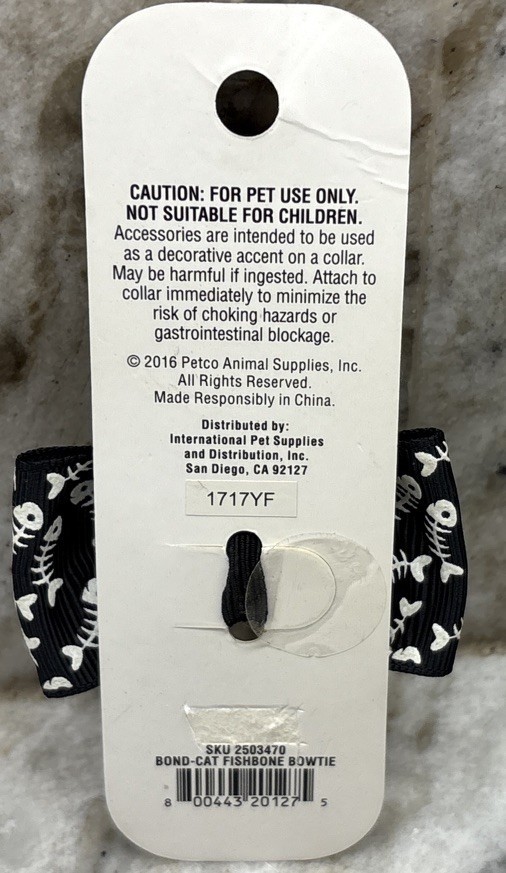 CAUTION: FOR PET USE ONLY.
NOT SUITABLE FOR CHILDREN.
Accessories are intended to be used
as a decorative accent on a collar.
May be harmful if ingested. Attach to
collar immediately to minimize the
risk of choking hazards or
gastrointestinal blockage.
© 2016 Petco Animal Supplies, Inc.
All Rights Reserved.
Made Responsibly in China.
Distributed by:
International Pet Supplies
and Distribution, Inc.
San Diego, CA 92127
1717YF
SKU 2503470
BOND-CAT FISHBONE BOWTIE
8 00443 20127 5